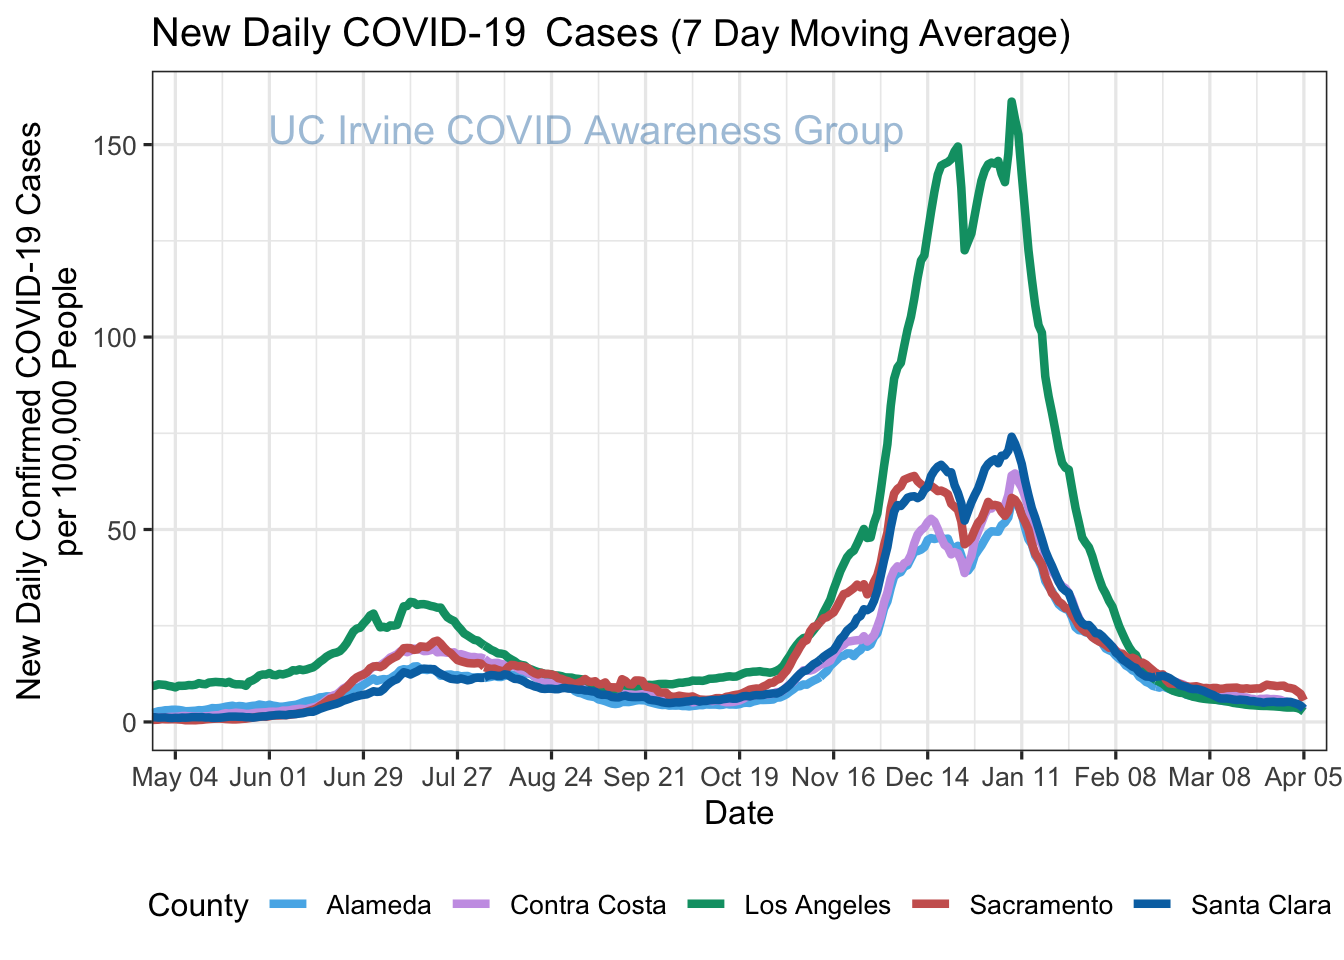 New Daily COVID-19 Cases (7 Day Moving Average)
UC Irvine COVID Awareness Group
New Daily Confirmed COVID-19 Cases
per 100,000 People
150
100
50
0
May 04 Jun 01 Jun 29 Jul 27 Aug 24 Sep 21 Oct 19 Nov 16 Dec 14 Jan 11 Feb 08 Mar 08 Apr 05
Date
County Alameda Contra Costa Los Angeles Sacramento Santa Clara